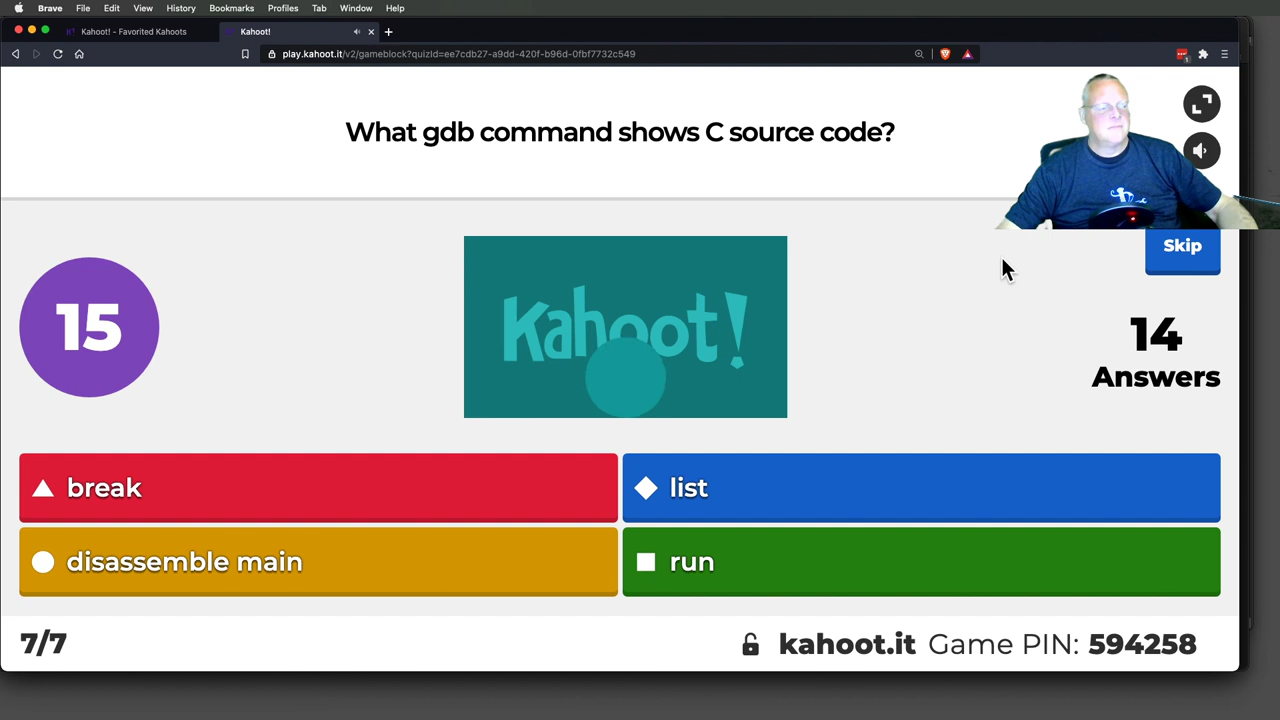 Brave File Edit View History Bookmarks Profiles Tab Window Help
Kahoot! - Favorited Kahoots
Kahoot!
play.kahoot.it/v2/gameblock?quizId=ee7cdb27-a9dd-420f-b96d-0fbf7732c549
What gdb command shows C source code?
Skip
15
Kahoot!
14
Answers
break
list
disassemble main
run
7/7
kahoot.it Game PIN: 594258